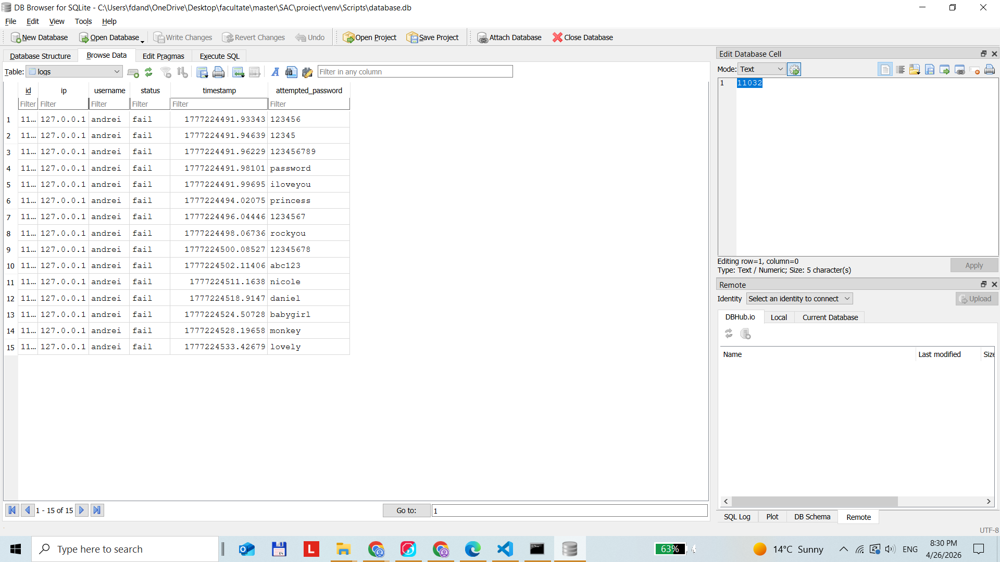 DB Browser for SQLite - C:\Users\fdand\OneDrive\Desktop\facultate\master\SAC\proiect\venv\Scripts\database.db
File Edit View Tools Help
New Database Open Database Write Changes Revert Changes Undo Open Project Save Project Attach Database Close Database
Database Structure Browse Data Edit Pragmas Execute SQL
Table: logs Filter in any column
id ip username status timestamp attempted_password
Filter Filter Filter Filter Filter Filter
1 11... 127.0.0.1 andrei fail 1777224491.93343 123456
2 11... 127.0.0.1 andrei fail 1777224491.94639 12345
3 11... 127.0.0.1 andrei fail 1777224491.96229 123456789
4 11... 127.0.0.1 andrei fail 1777224491.98101 password
5 11... 127.0.0.1 andrei fail 1777224491.99695 iloveyou
6 11... 127.0.0.1 andrei fail 1777224494.02075 princess
7 11... 127.0.0.1 andrei fail 1777224496.04446 1234567
8 11... 127.0.0.1 andrei fail 1777224498.06736 rockyou
9 11... 127.0.0.1 andrei fail 1777224500.08527 12345678
10 11... 127.0.0.1 andrei fail 1777224502.11406 abc123
11 11... 127.0.0.1 andrei fail 1777224511.1638 nicole
12 11... 127.0.0.1 andrei fail 1777224518.9147 daniel
13 11... 127.0.0.1 andrei fail 1777224524.50728 babygirl
14 11... 127.0.0.1 andrei fail 1777224528.19658 monkey
15 11... 127.0.0.1 andrei fail 1777224533.42679 lovely
1 - 15 of 15 Go to: 1
Edit Database Cell
Mode: Text
1 11032
Editing row=1, column=0
Type: Text / Numeric; Size: 5 character(s)
Apply
Remote
Identity Select an identity to connect Upload
DBHub.io Local Current Database
Name Last modified Size
SQL Log Plot DB Schema Remote
UTF-8
Type here to search
64
L
63%
14°C Sunny
ENG
8:30 PM
4/26/2026